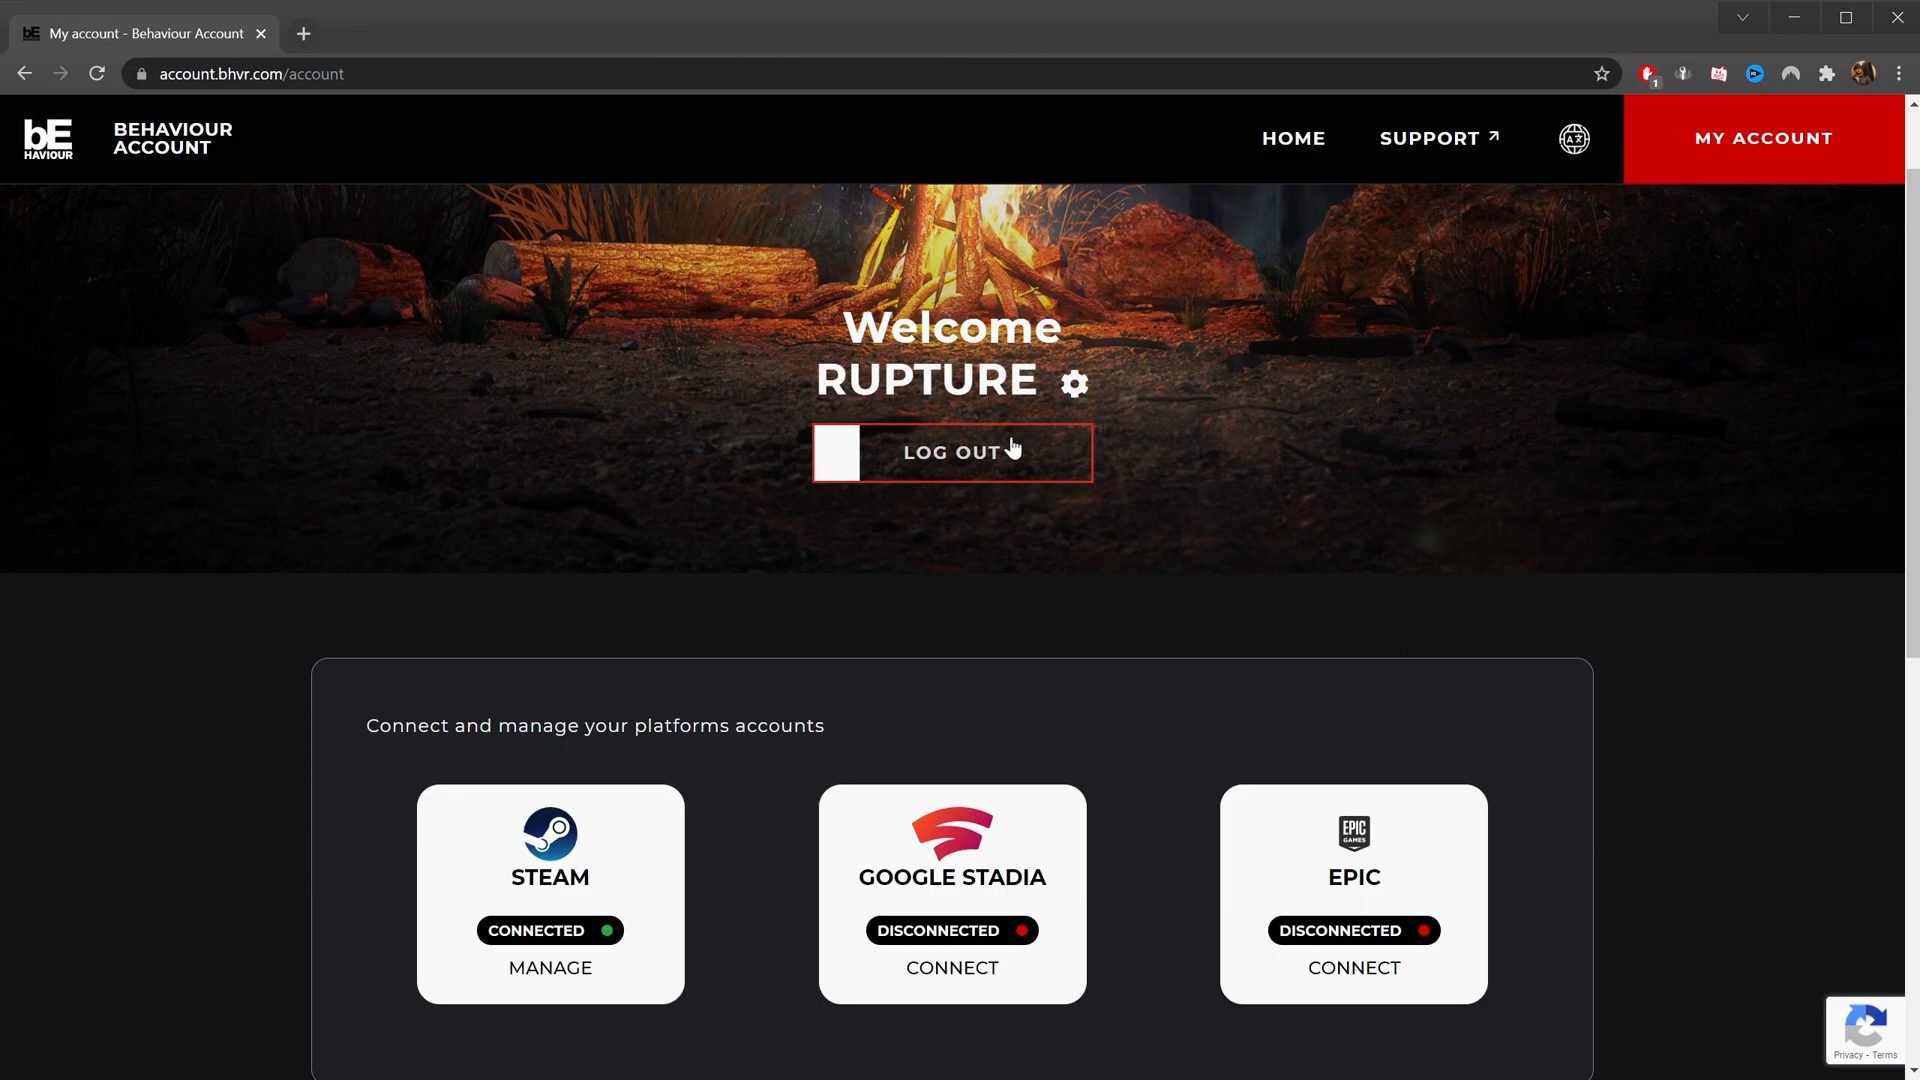 My account - Behaviour Account
account.bhvr.com/account
1
bE
HAVIOUR
BEHAVIOUR
ACCOUNT
HOME
SUPPORT
MY ACCOUNT
Welcome
RUPTURE
LOG OUT
Connect and manage your platforms accounts
STEAM
CONNECTED
MANAGE
GOOGLE STADIA
DISCONNECTED
CONNECT
EPIC
GAMES
EPIC
DISCONNECTED
CONNECT
Privacy - Terms